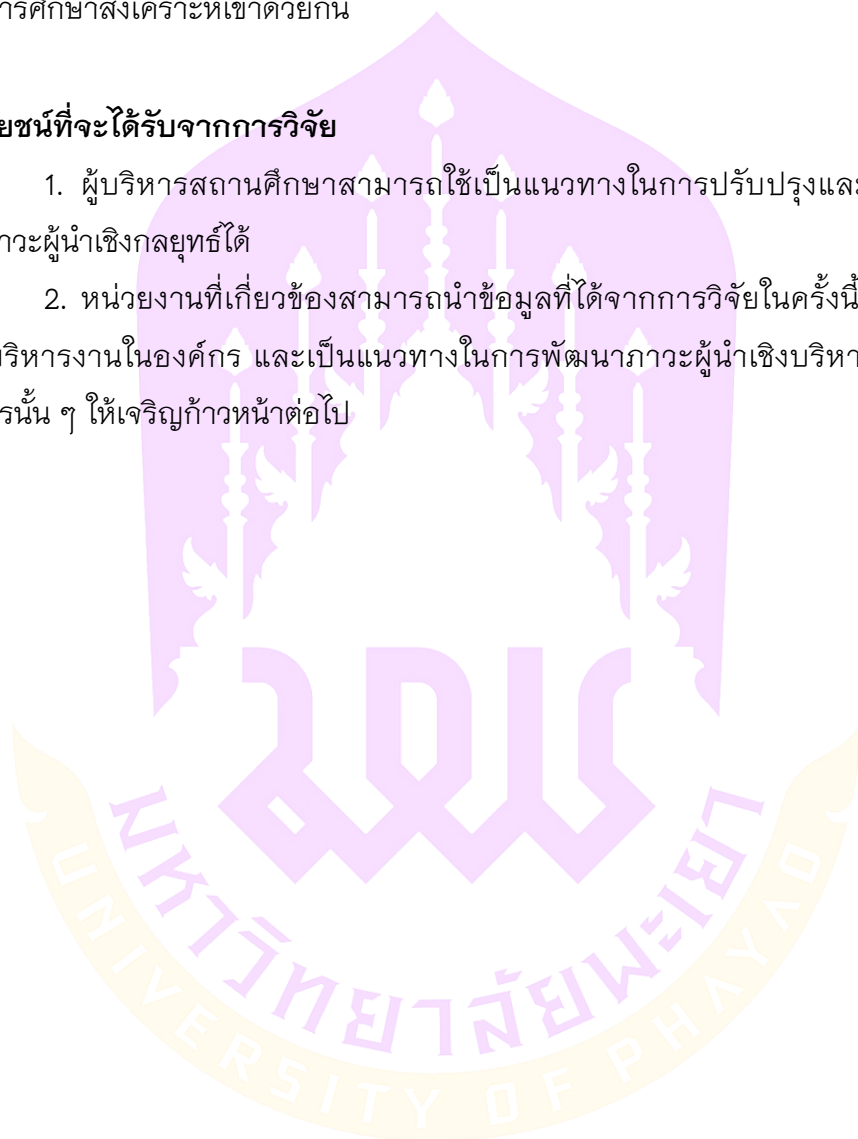 ารศึกษาสงเคราะห์เข้าด้วยกัน
ยชน์ที่จะได้รับจากการวิจัย
1. ผู้บริหารสถานศึกษาสามารถใช้เป็นแนวทางในการปรับปรุงและ
าวะผู้นำเชิงกลยุทธ์ได้
2. หน่วยงานที่เกี่ยวข้องสามารถนำข้อมูลที่ได้จากการวิจัยในครั้งนี้
บริหารงานในองค์กร และเป็นแนวทางในการพัฒนาภาวะผู้นำเชิงบริหา
รนั้น ๆ ให้เจริญก้าวหน้าต่อไป
มหาวิทยาลัยพะเยา
UNIVERSITY OF PHAYAO